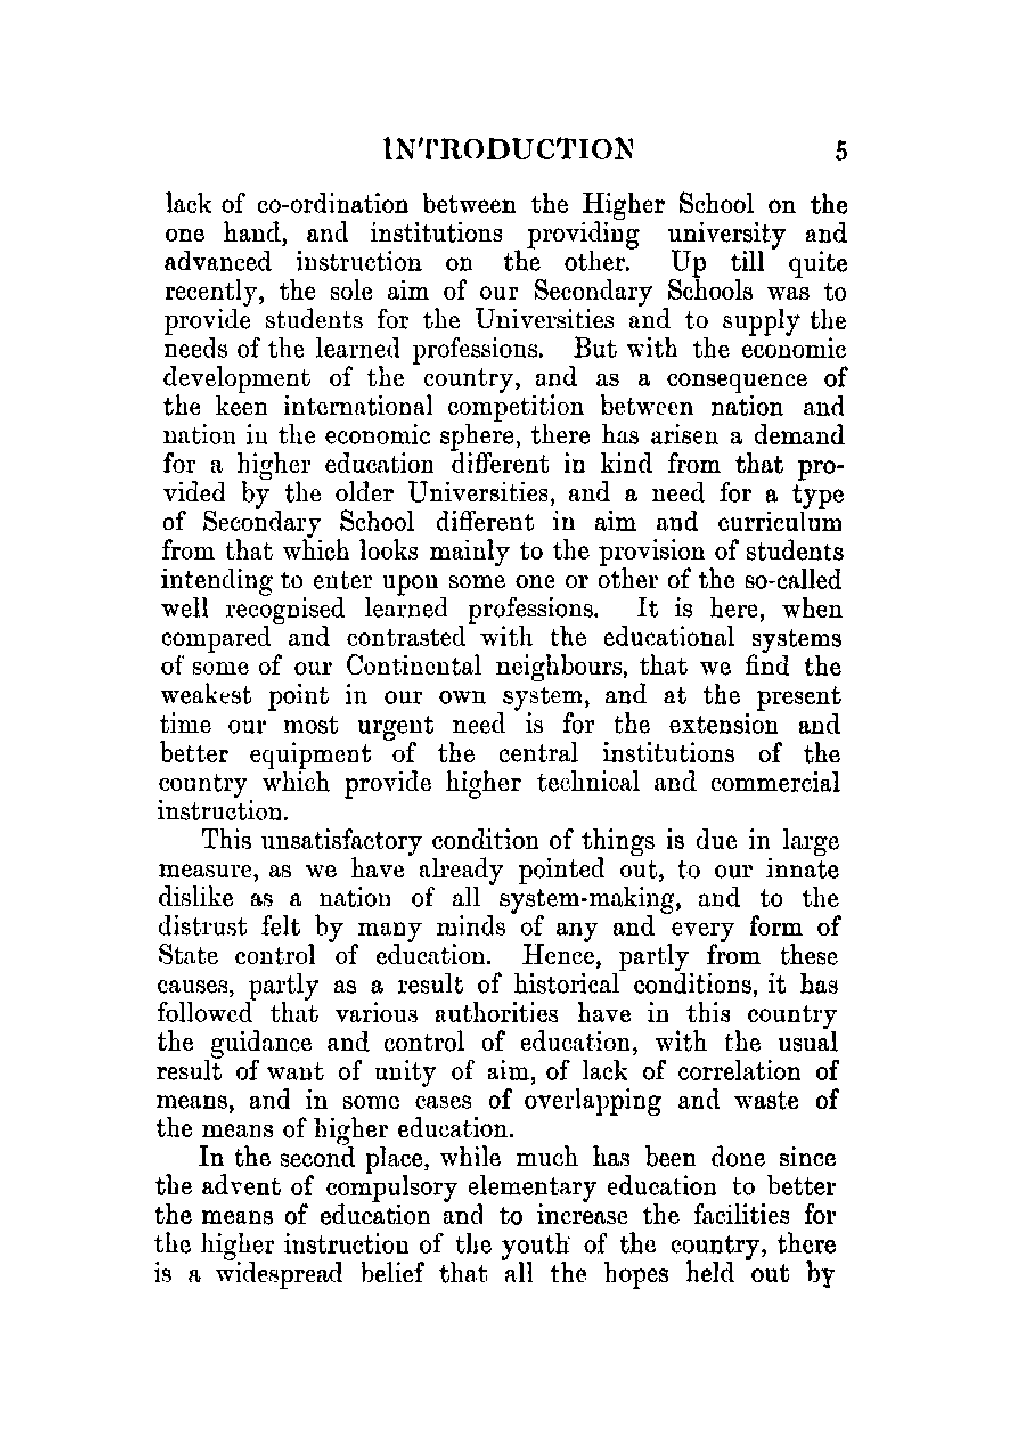 INTRODUCTION 5
lack of co-ordination between the Higher School on the
one hand, and institutions providing university and
advanced instruction on the other. Up till quite
recently, the sole aim of our Secondary Schools was to
provide students for the Universities and to supply the
needs of the learned professions. But with the economic
development of the country, and as a consequence of
the keen international competition between nation and
nation in the economic sphere, there has arisen a demand
for a higher education different in kind from that pro-
vided by the older Universities, and a need for a type
of Secondary School different in aim and curriculum
from that which looks mainly to the provision of students
intending to enter upon some one or other of the so-called
well recognised learned professions. It is here, when
compared and contrasted with the educational systems
of some of our Continental neighbours, that we find the
weakest point in our own system, and at the present
time our most urgent need is for the extension and
better equipment of the central institutions of the
country which provide higher technical and commercial
instruction.
This unsatisfactory condition of things is due in large
measure, as we have already pointed out, to our innate
dislike as a nation of all system-making, and to the
distrust felt by many minds of any and every form of
State control of education. Hence, partly from these
causes, partly as a result of historical conditions, it has
followed that various authorities have in this country
the guidance and control of education, with the usual
result of want of unity of aim, of lack of correlation of
means, and in some cases of overlapping and waste of
the means of higher education.
In the second place, while much has been done since
the advent of compulsory elementary education to better
the means of education and to increase the facilities for
the higher instruction of the youth of the country, there
is a widespread belief that all the hopes held out by